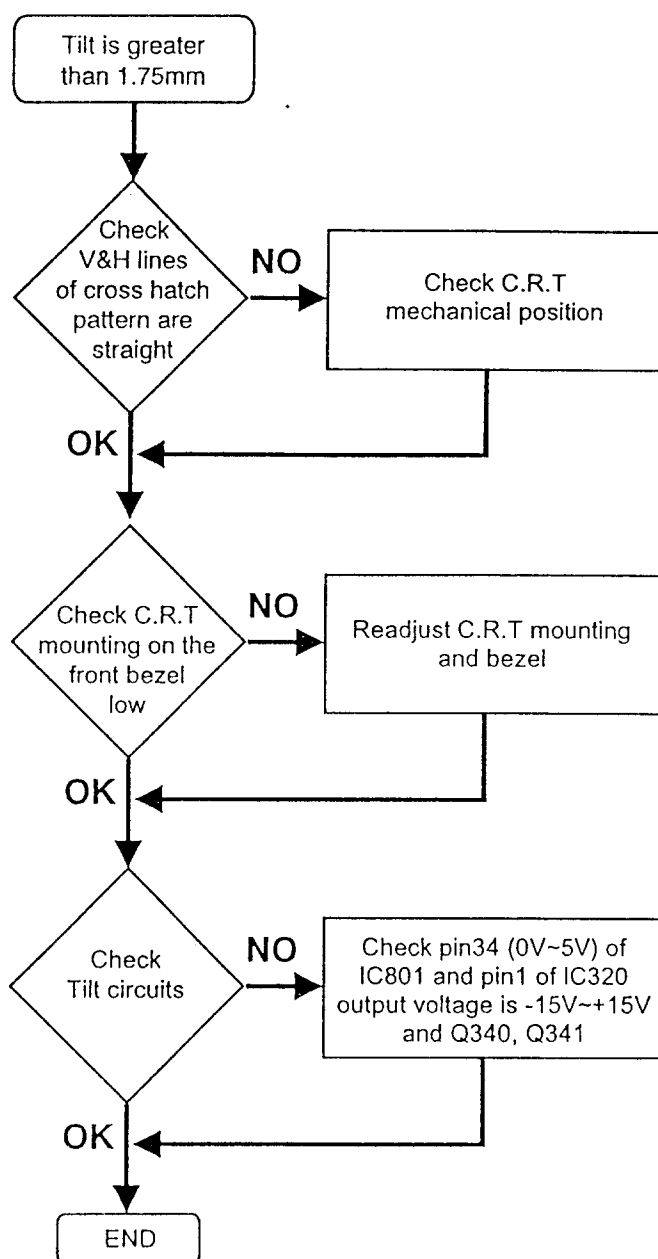 Tilt is greater
than 1.75mm
Check
V&H lines
of cross hatch
pattern are
straight
NO
Check C.R.T
mechanical position
OK
Check C.R.T
mounting on the
front bezel
low
NO
Readjust C.R.T mounting
and bezel
OK
Check
Tilt circuits
NO
Check pin34 (0V~5V) of
IC801 and pin1 of IC320
output voltage is -15V~+15V
and Q340, Q341
OK
END